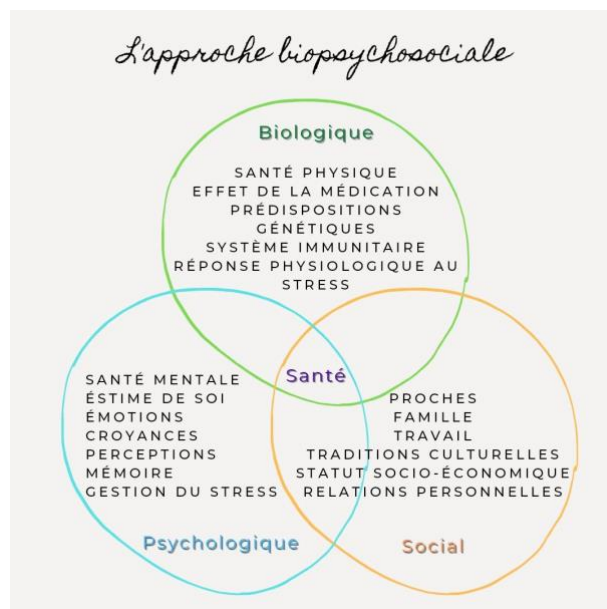 L'approche biopsychosociale
Biologique
SANTÉ PHYSIQUE
EFFET DE LA MÉDICATION
PRÉDISPOSITIONS
GÉNÉTIQUES
SYSTÈME IMMUNITAIRE
RÉPONSE PHYSIOLOGIQUE AU
STRESS
Santé
SANTÉ MENTALE
ÉSTIME DE SOI
ÉMOTIONS
CROYANCES
PERCEPTIONS
MÉMOIRE
GESTION DU STRESS
Psychologique
PROCHES
FAMILLE
TRAVAIL
TRADITIONS CULTURELLES
STATUT SOCIO-ÉCONOMIQUE
RELATIONS PERSONNELLES
Social